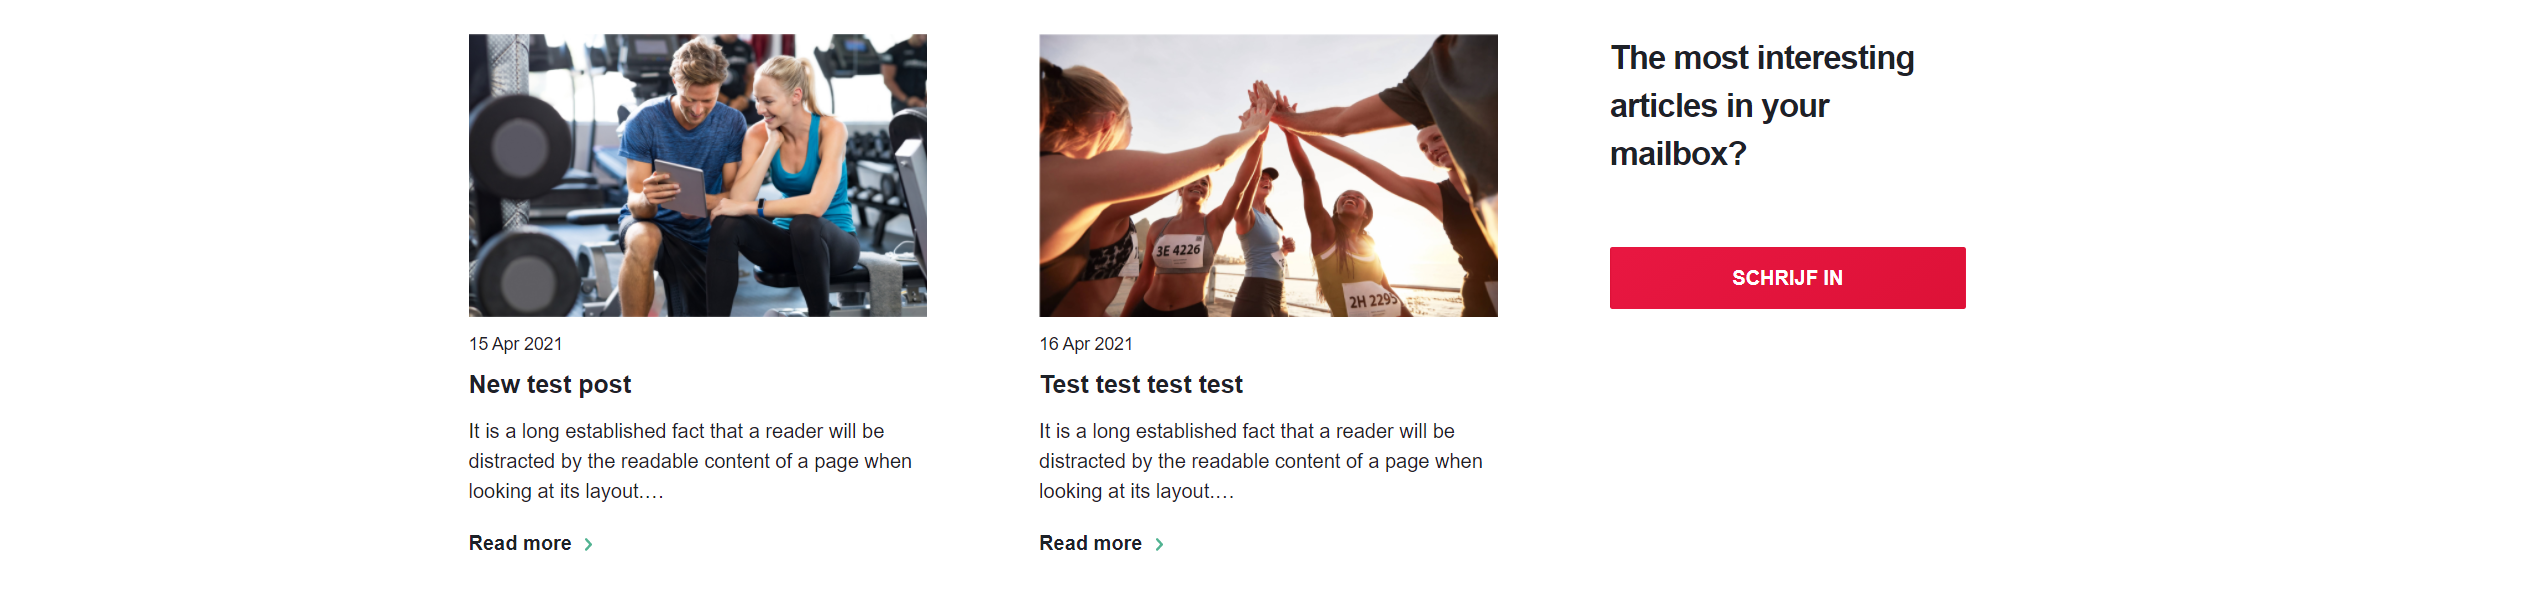 3E 4226
2H 2295
15 Apr 2021
New test post
It is a long established fact that a reader will be
distracted by the readable content of a page when
looking at its layout.…
Read more
16 Apr 2021
Test test test test
It is a long established fact that a reader will be
distracted by the readable content of a page when
looking at its layout.…
Read more
The most interesting
articles in your
mailbox?
SCHRIJF IN